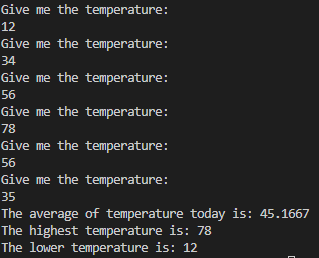 Give me the temperature:
12
Give me the temperature:
34
Give me the temperature:
56
Give me the temperature:
78
Give me the temperature:
56
Give me the temperature:
35
The average of temperature today is: 45.1667
The highest temperature is: 78
The lower temperature is: 12